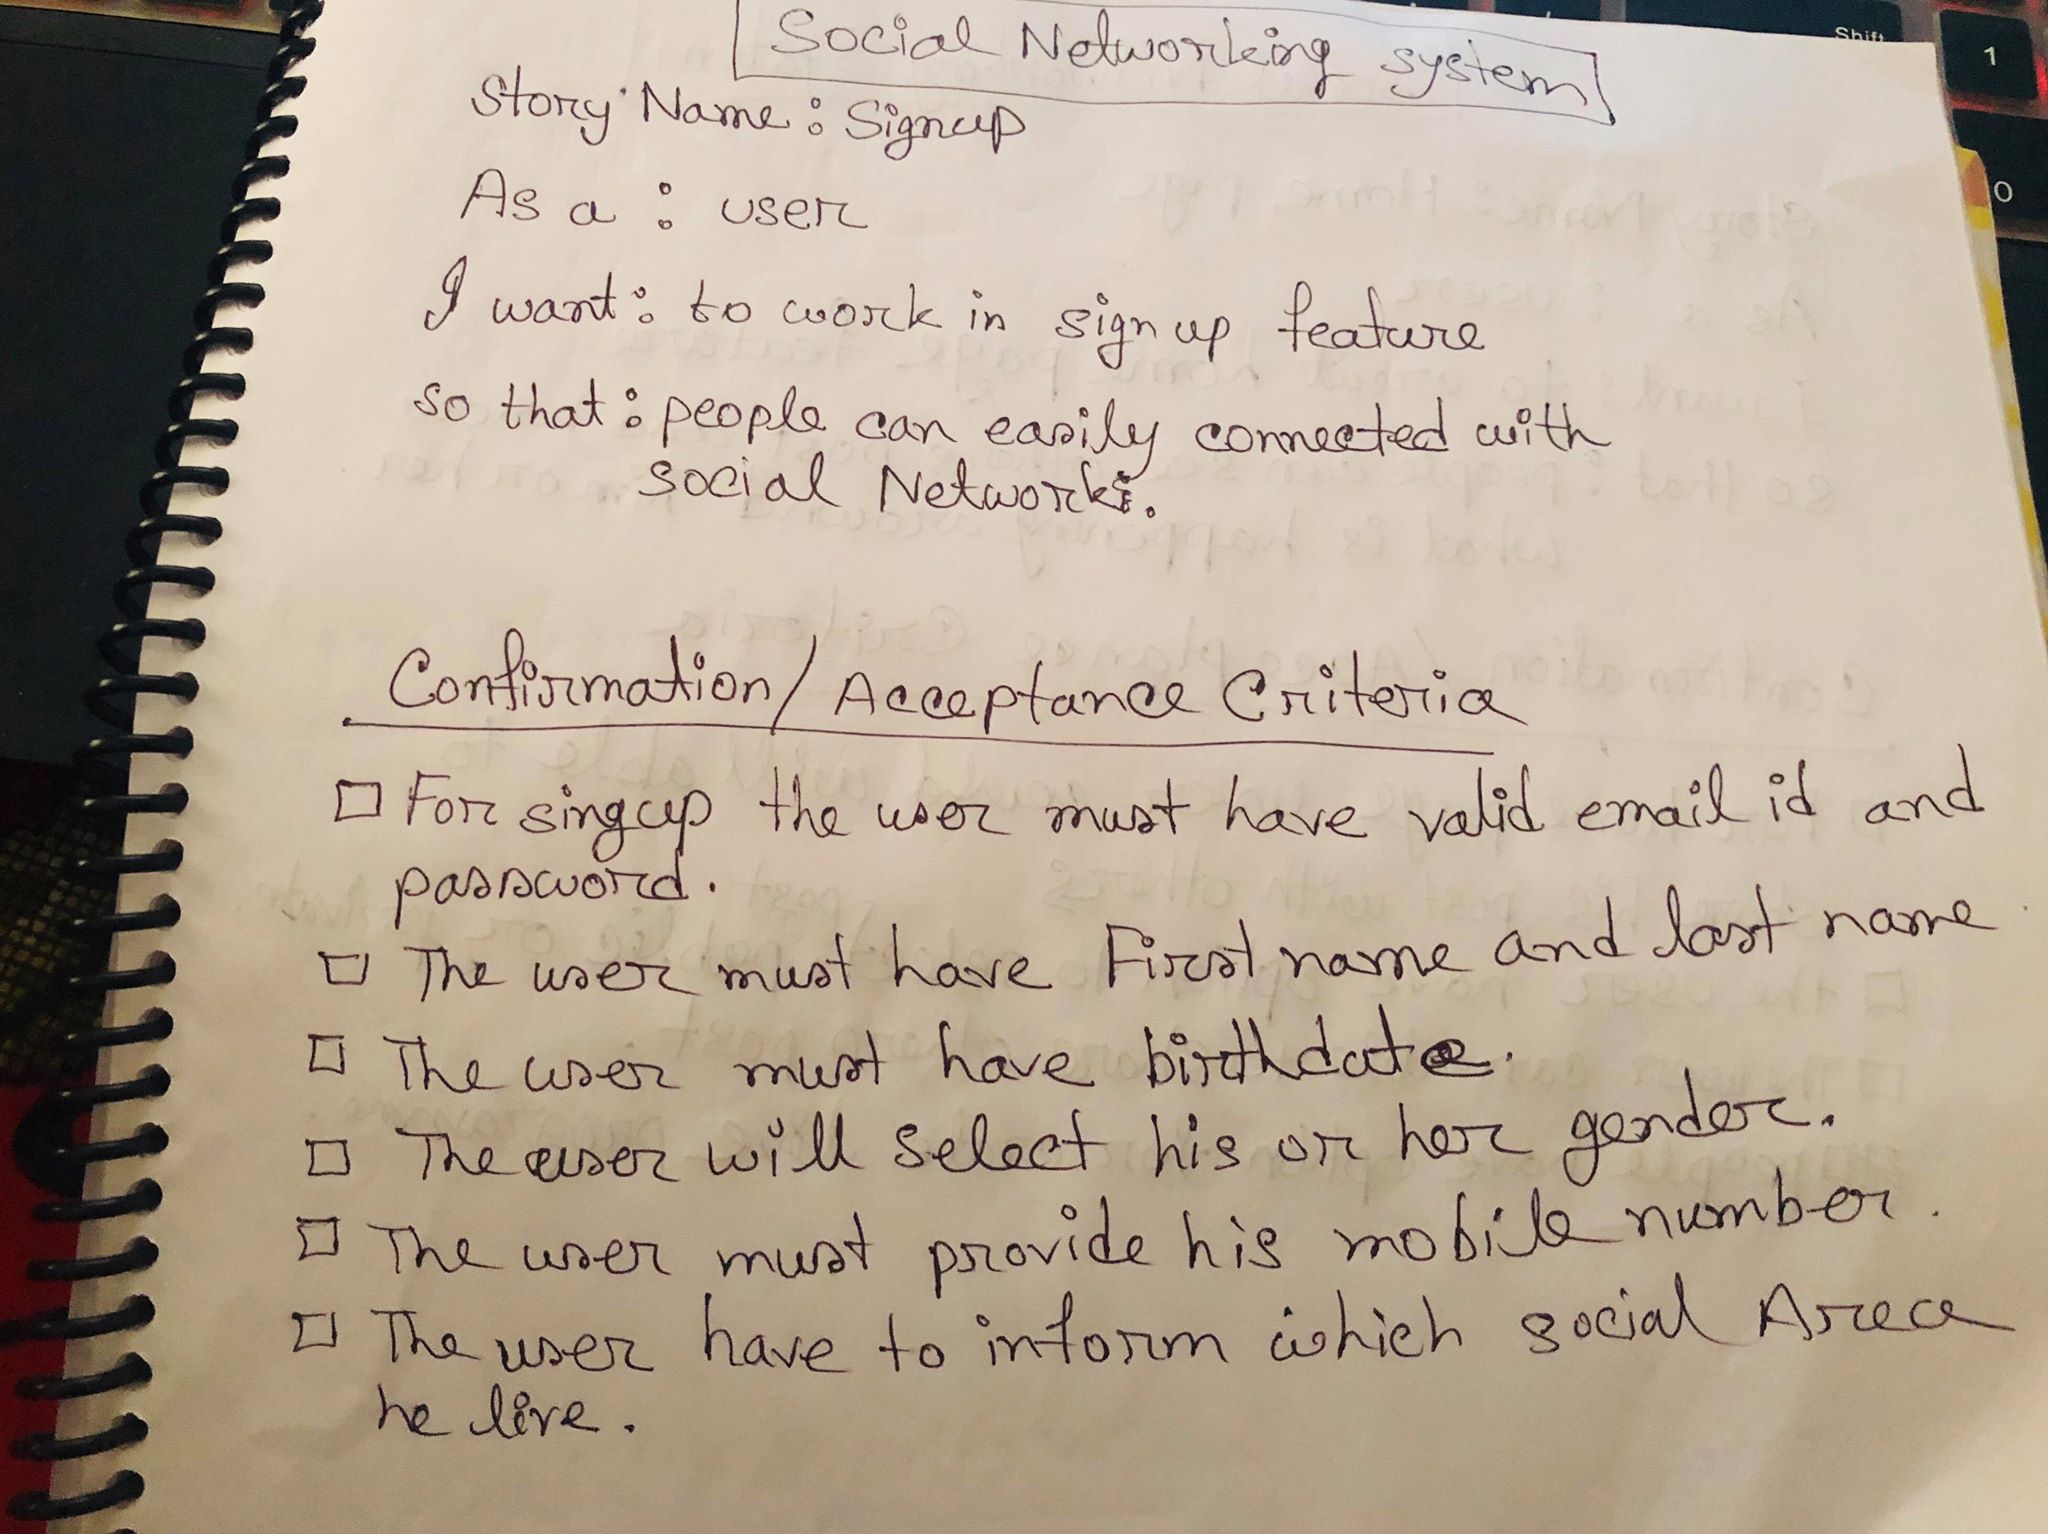 Social Networking system
Story Name: Signup
As a : user
I want: to work in sign up feature
so that: people can easily connected with
social Networks.
Confirmation/Acceptance Criteria
□ For singup the user must have valid email id and
password.
□ The user must have First name and last name
□ The user must have birthdate.
□ The user will select his or her gender.
□ The user must provide his mobile number.
□ The user have to inform which social Area
he live.
Shift
1
0